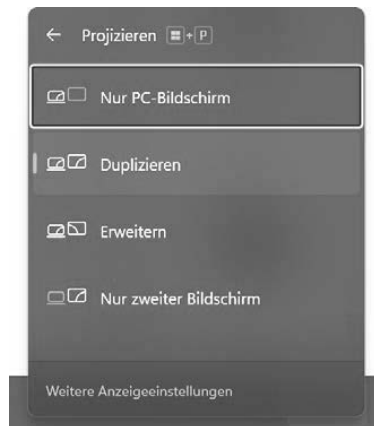 Projizieren + P
Nur PC-Bildschirm
Duplizieren
Erweitern
Nur zweiter Bildschirm
Weitere Anzeigeeinstellungen